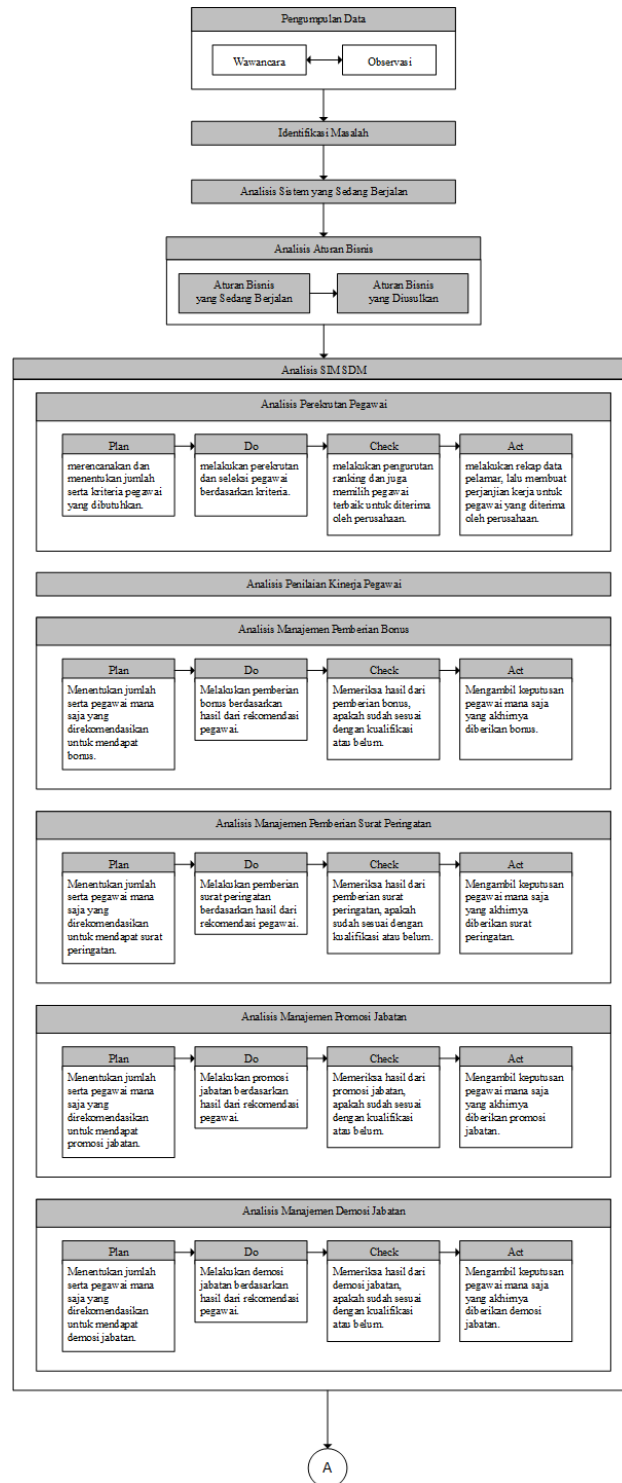 Pengumpulan Data
Wawancara
Observasi
Identifikasi Masalah
Analisis Sistem yang Sedang Berjalan
Analisis Aturan Bisnis
Aturan Bisnis
yang Sedang Berjalan
Aturan Bisnis
yang Diusulkan
Analisis SIM SDM
Analisis Perekrutan Pegawai
Plan
merencanakan dan
menentukan jumlah
serta kriteria pegawai
yang dibutuhkan.
Do
melakukan perekrutan
dan seleksi pegawai
berdasarkan kriteria.
Check
melakukan pengurutan
ranking dan juga
memilih pegawai
terbaik untuk diterima
oleh perusahaan.
Act
melakukan rekap data
pelamar, lalu membuat
perjanjian kerja untuk
pegawai yang diterima
oleh perusahaan.
Analisis Penilaian Kinerja Pegawai
Analisis Manajemen Pemberian Bonus
Plan
Menentukan jumlah
serta pegawai mana
saja yang
direkomendasikan
untuk mendapat
bonus.
Do
Melakukan pemberian
bonus berdasarkan
hasil dari rekomendasi
pegawai.
Check
Memeriksa hasil dari
pemberian bonus,
apakah sudah sesuai
dengan kualifikasi
atau belum.
Act
Mengambil keputusan
pegawai mana saja
yang akhirnya
diberikan bonus.
Analisis Manajemen Pemberian Surat Peringatan
Plan
Menentukan jumlah
serta pegawai mana
saja yang
direkomendasikan
untuk mendapat surat
peringatan.
Do
Melakukan pemberian
surat peringatan
berdasarkan hasil dari
rekomendasi pegawai.
Check
Memeriksa hasil dari
pemberian surat
peringatan, apakah
sudah sesuai dengan
kualifikasi atau belum.
Act
Mengambil keputusan
pegawai mana saja
yang akhirnya
diberikan surat
peringatan.
Analisis Manajemen Promosi Jabatan
Plan
Menentukan jumlah
serta pegawai mana
saja yang
direkomendasikan
untuk mendapat
promosi jabatan.
Do
Melakukan promosi
jabatan berdasarkan
hasil dari rekomendasi
pegawai.
Check
Memeriksa hasil dari
promosi jabatan,
apakah sudah sesuai
dengan kualifikasi
atau belum.
Act
Mengambil keputusan
pegawai mana saja
yang akhirnya
diberikan promosi
jabatan.
Analisis Manajemen Demosi Jabatan
Plan
Menentukan jumlah
serta pegawai mana
saja yang
direkomendasikan
untuk mendapat
demosi jabatan.
Do
Melakukan demosi
jabatan berdasarkan
hasil dari rekomendasi
pegawai.
Check
Memeriksa hasil dari
demosi jabatan,
apakah sudah sesuai
dengan kualifikasi
atau belum.
Act
Mengambil keputusan
pegawai mana saja
yang akhirnya
diberikan demosi
jabatan.
A